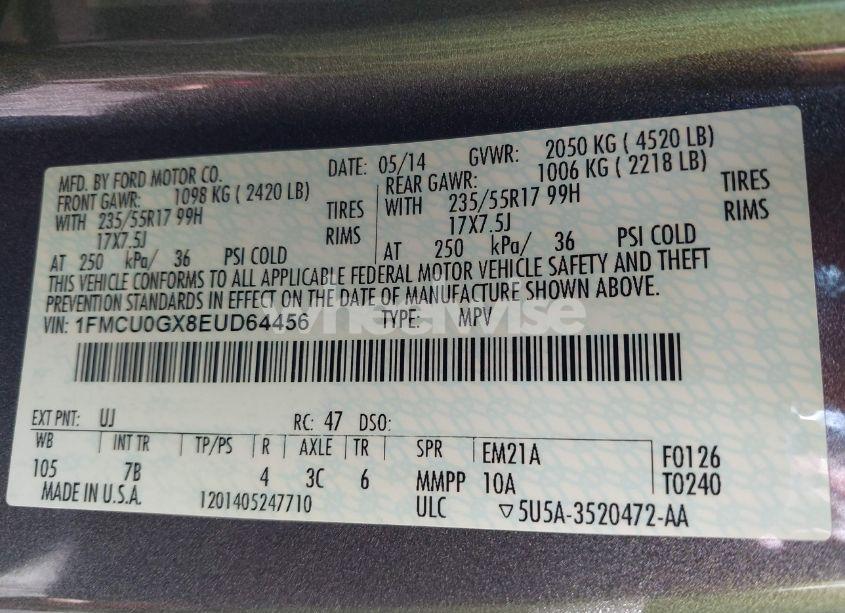 MFD. BY FORD MOTOR CO. DATE: 05/14 GVWR: 2050 KG ( 4520 LB)
FRONT GAWR: 1098 KG ( 2420 LB) REAR GAWR: 1006 KG ( 2218 LB)
WITH 235/55R17 99H TIRES WITH 235/55R17 99H TIRES
17X7.5J RIMS 17X7.5J RIMS
AT 250 kPa/ 36 PSI COLD AT 250 kPa/ 36 PSI COLD
THIS VEHICLE CONFORMS TO ALL APPLICABLE FEDERAL MOTOR VEHICLE SAFETY AND THEFT
PREVENTION STANDARDS IN EFFECT ON THE DATE OF MANUFACTURE SHOWN ABOVE.
VIN: 1FMCU0GX8EUD64456 TYPE: MPV
wheelwise
EXT PNT: UJ RC: 47 DSO:
WB INT TR TP/PS R AXLE TR SPR EM21A F0126
105 7B 4 3C 6 MMPP 10A T0240
MADE IN U.S.A. 1201405247710 ULC ▽5U5A-3520472-AA